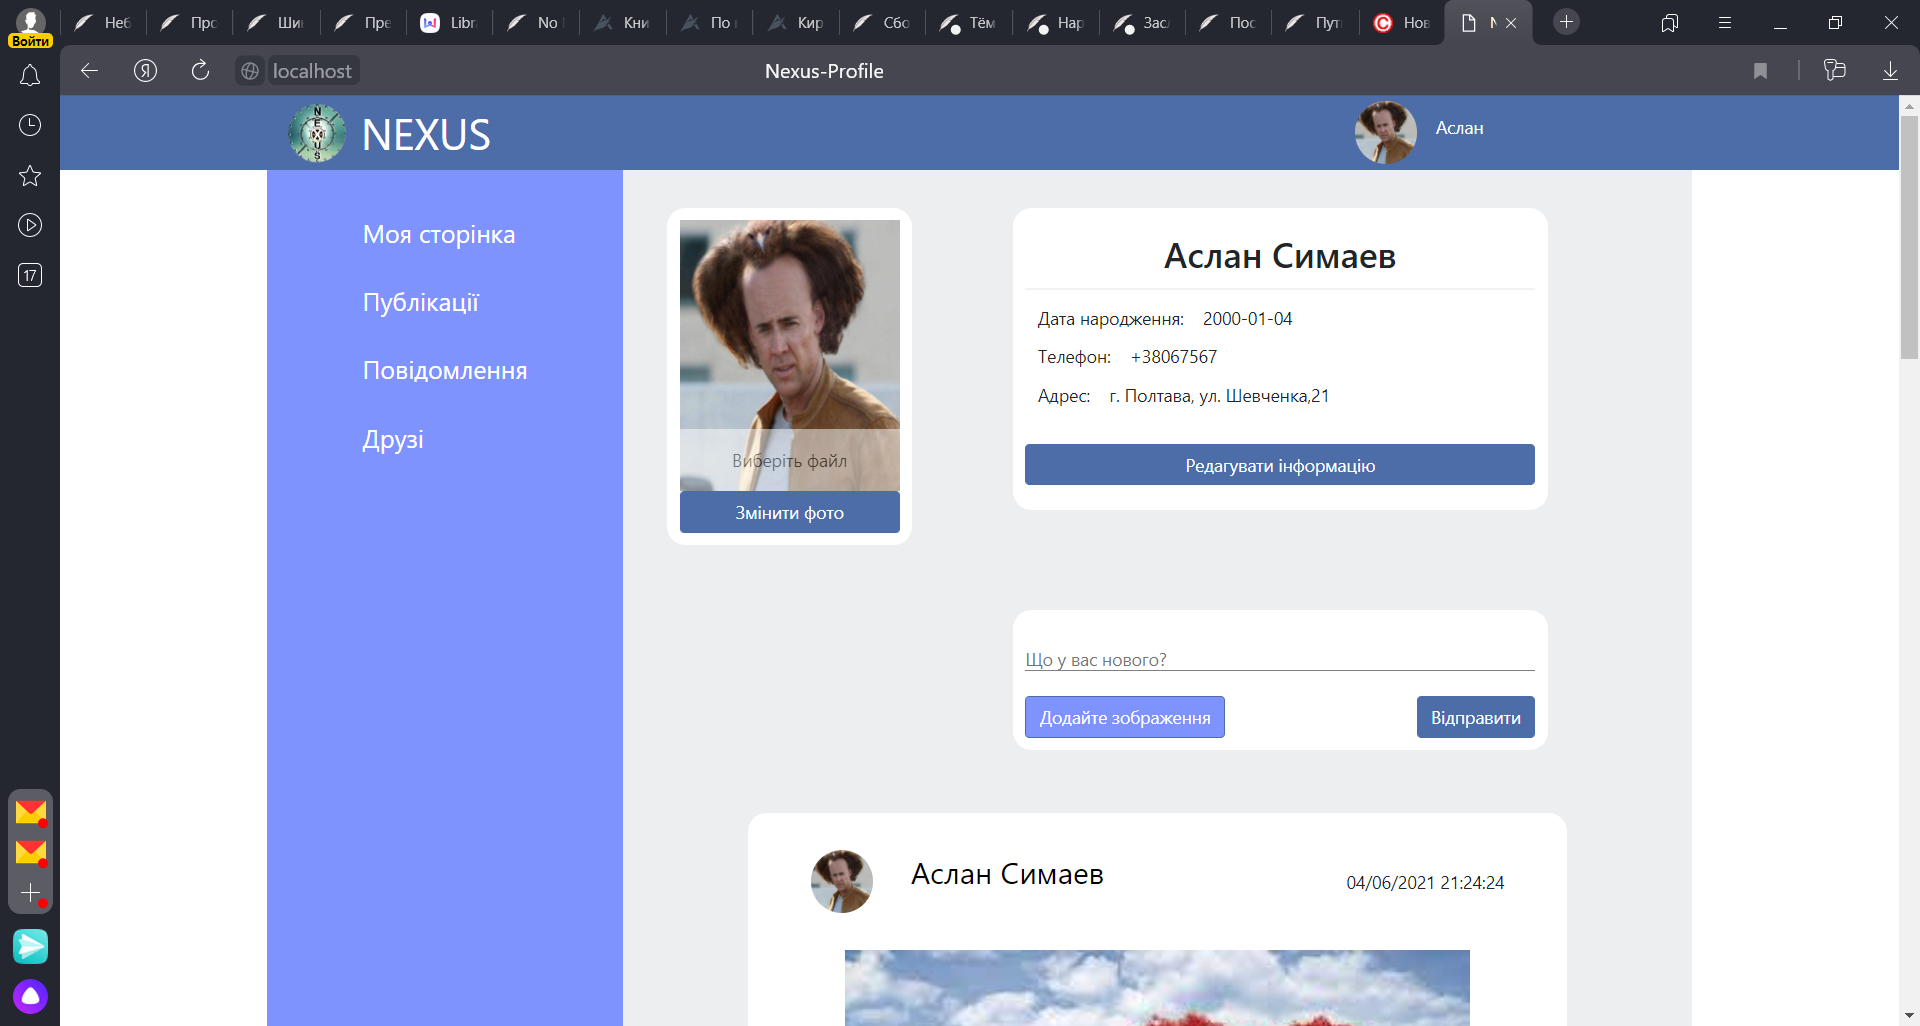 Войти
Неб
Про
Ши
Пре
Libr
No
Кни
По
Кир
Сбо
Тём
Нар
Засл
Пос
Пут
Нов
N
localhost
Nexus-Profile
17
NEXUS
Аслан
Моя сторінка
Публікації
Повідомлення
Друзі
Виберіть файл
Змінити фото
Аслан Симаев
Дата народження: 2000-01-04
Телефон: +38067567
Адрес: г. Полтава, ул. Шевченка,21
Редагувати інформацію
Що у вас нового?
Додайте зображення
Відправити
Аслан Симаев
04/06/2021 21:24:24